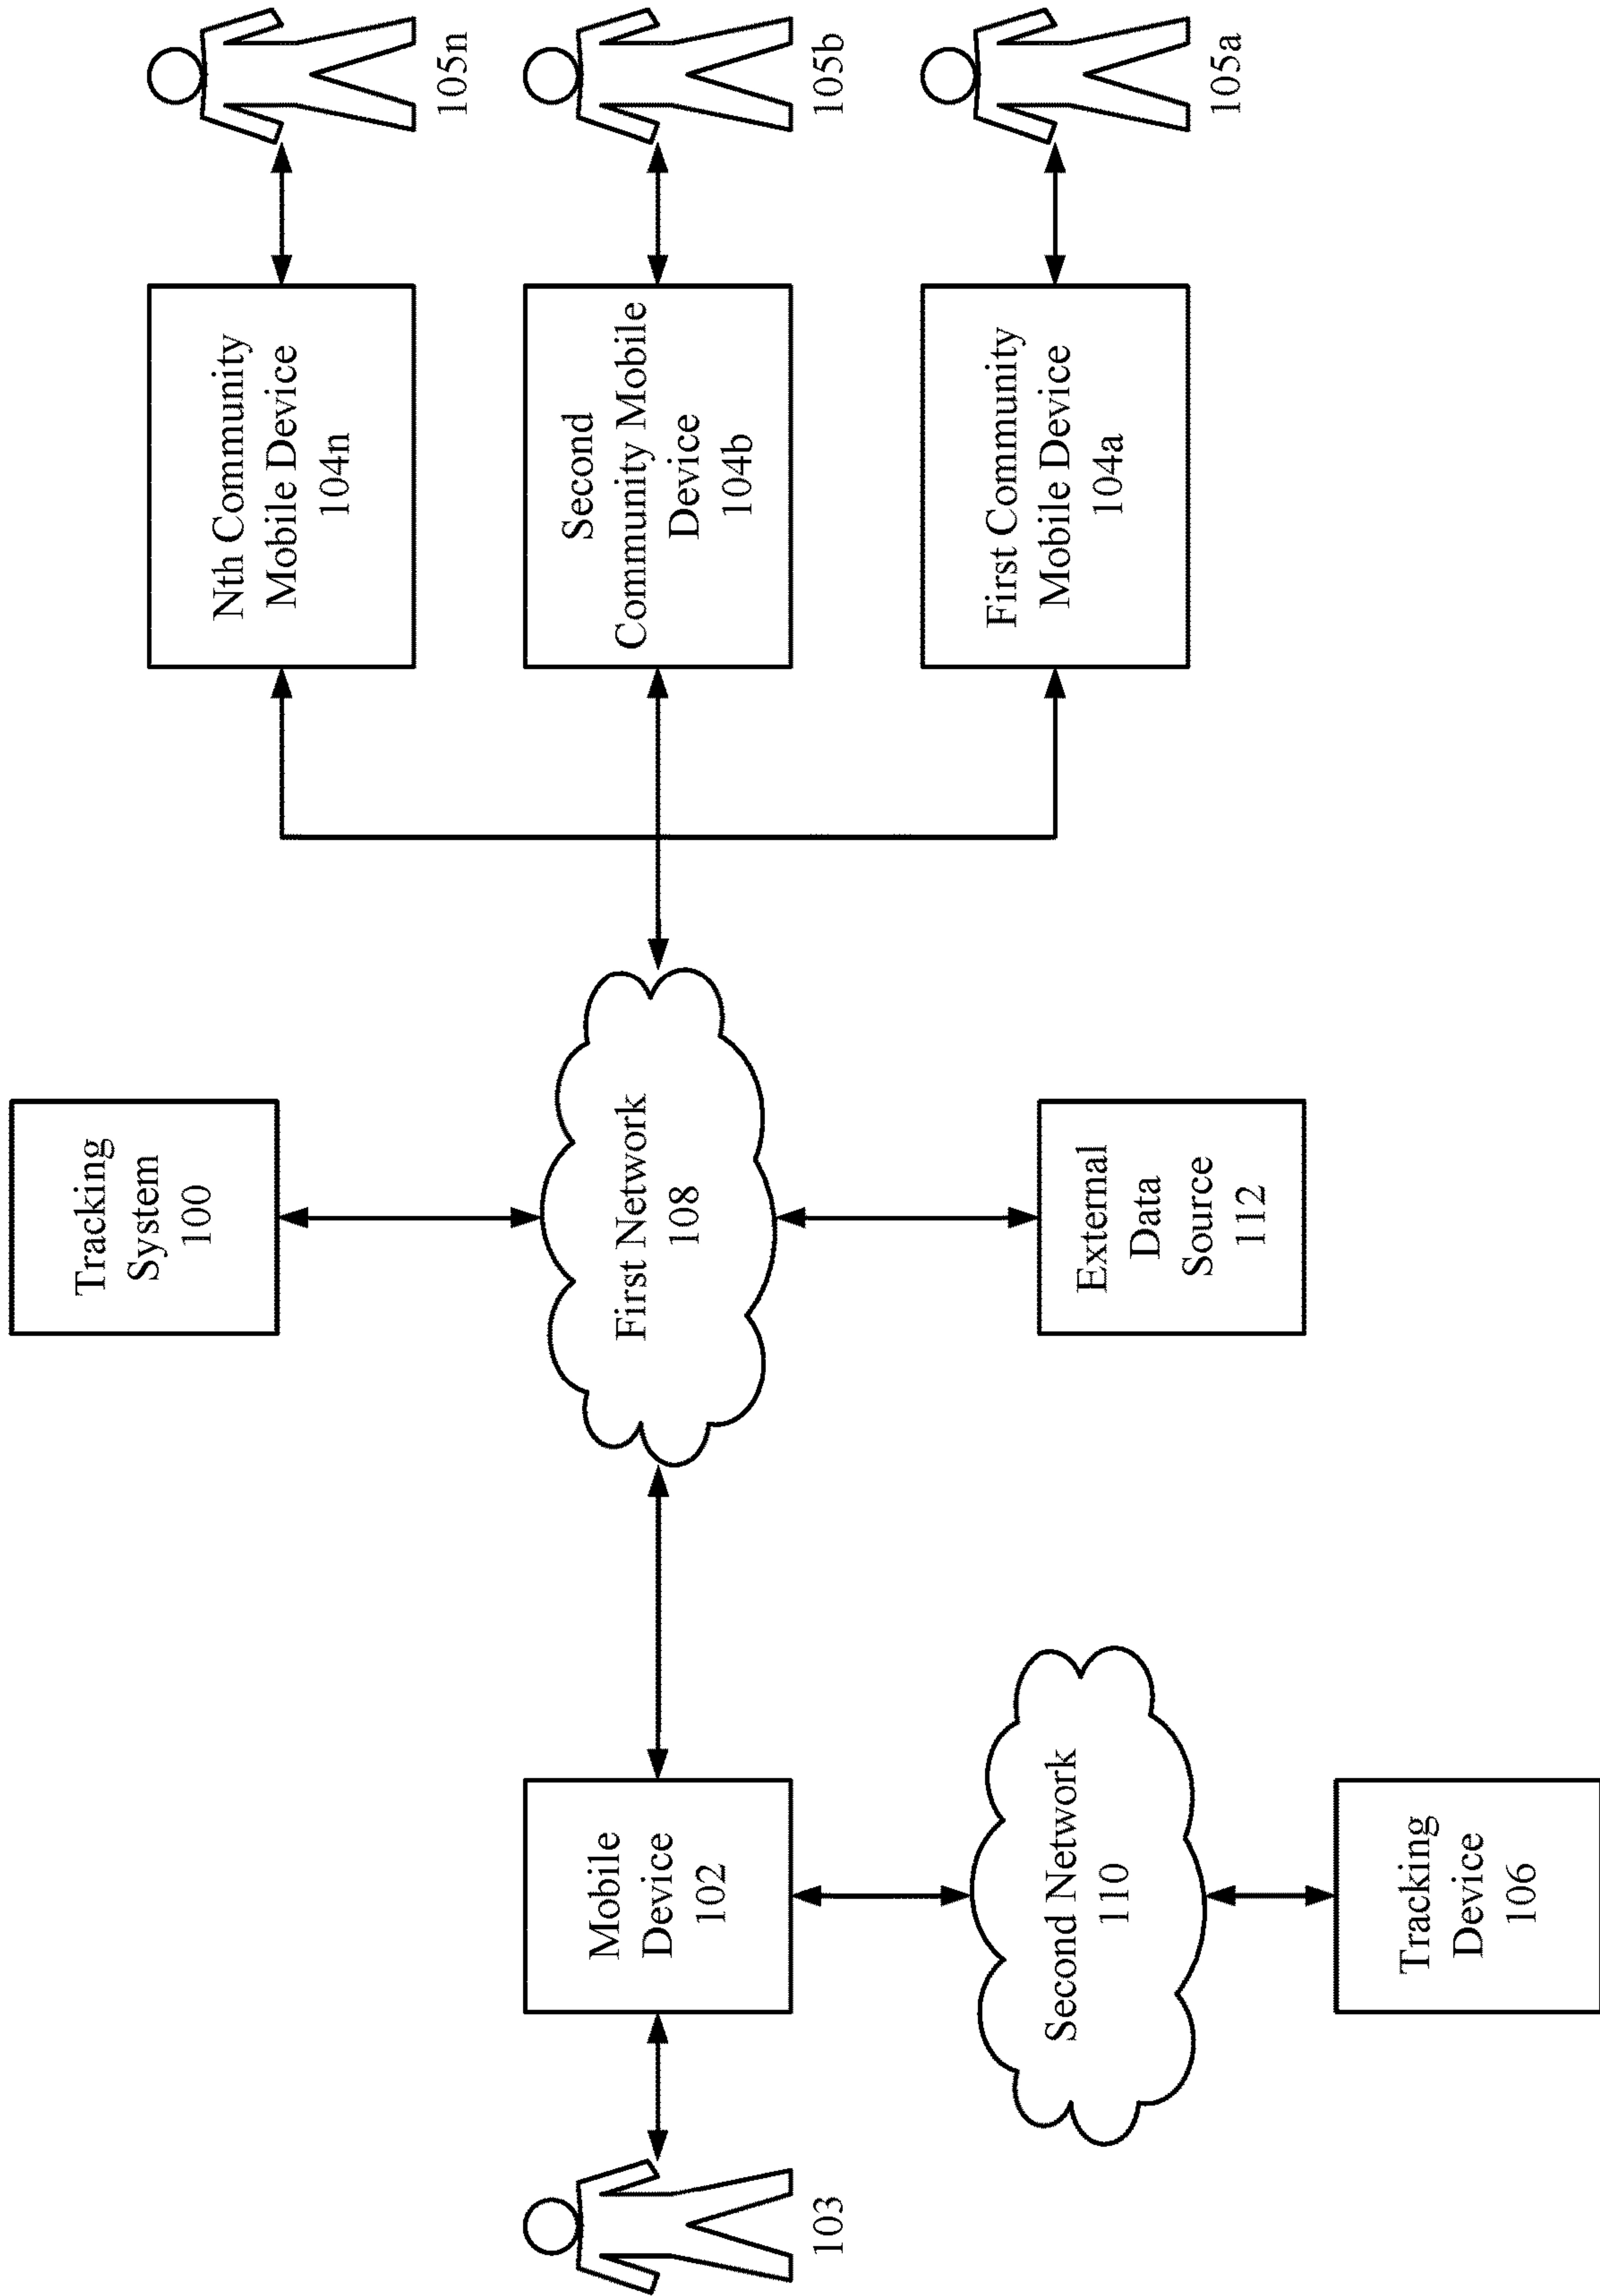 Tracking
System
100
Nth Community
Mobile Device
104n
105n
103
Mobile
Device
102
First Network
108
Second
Community Mobile
Device
104b
105b
Second Network
110
External
Data
Source
112
First Community
Mobile Device
104a
105a
Tracking
Device
106